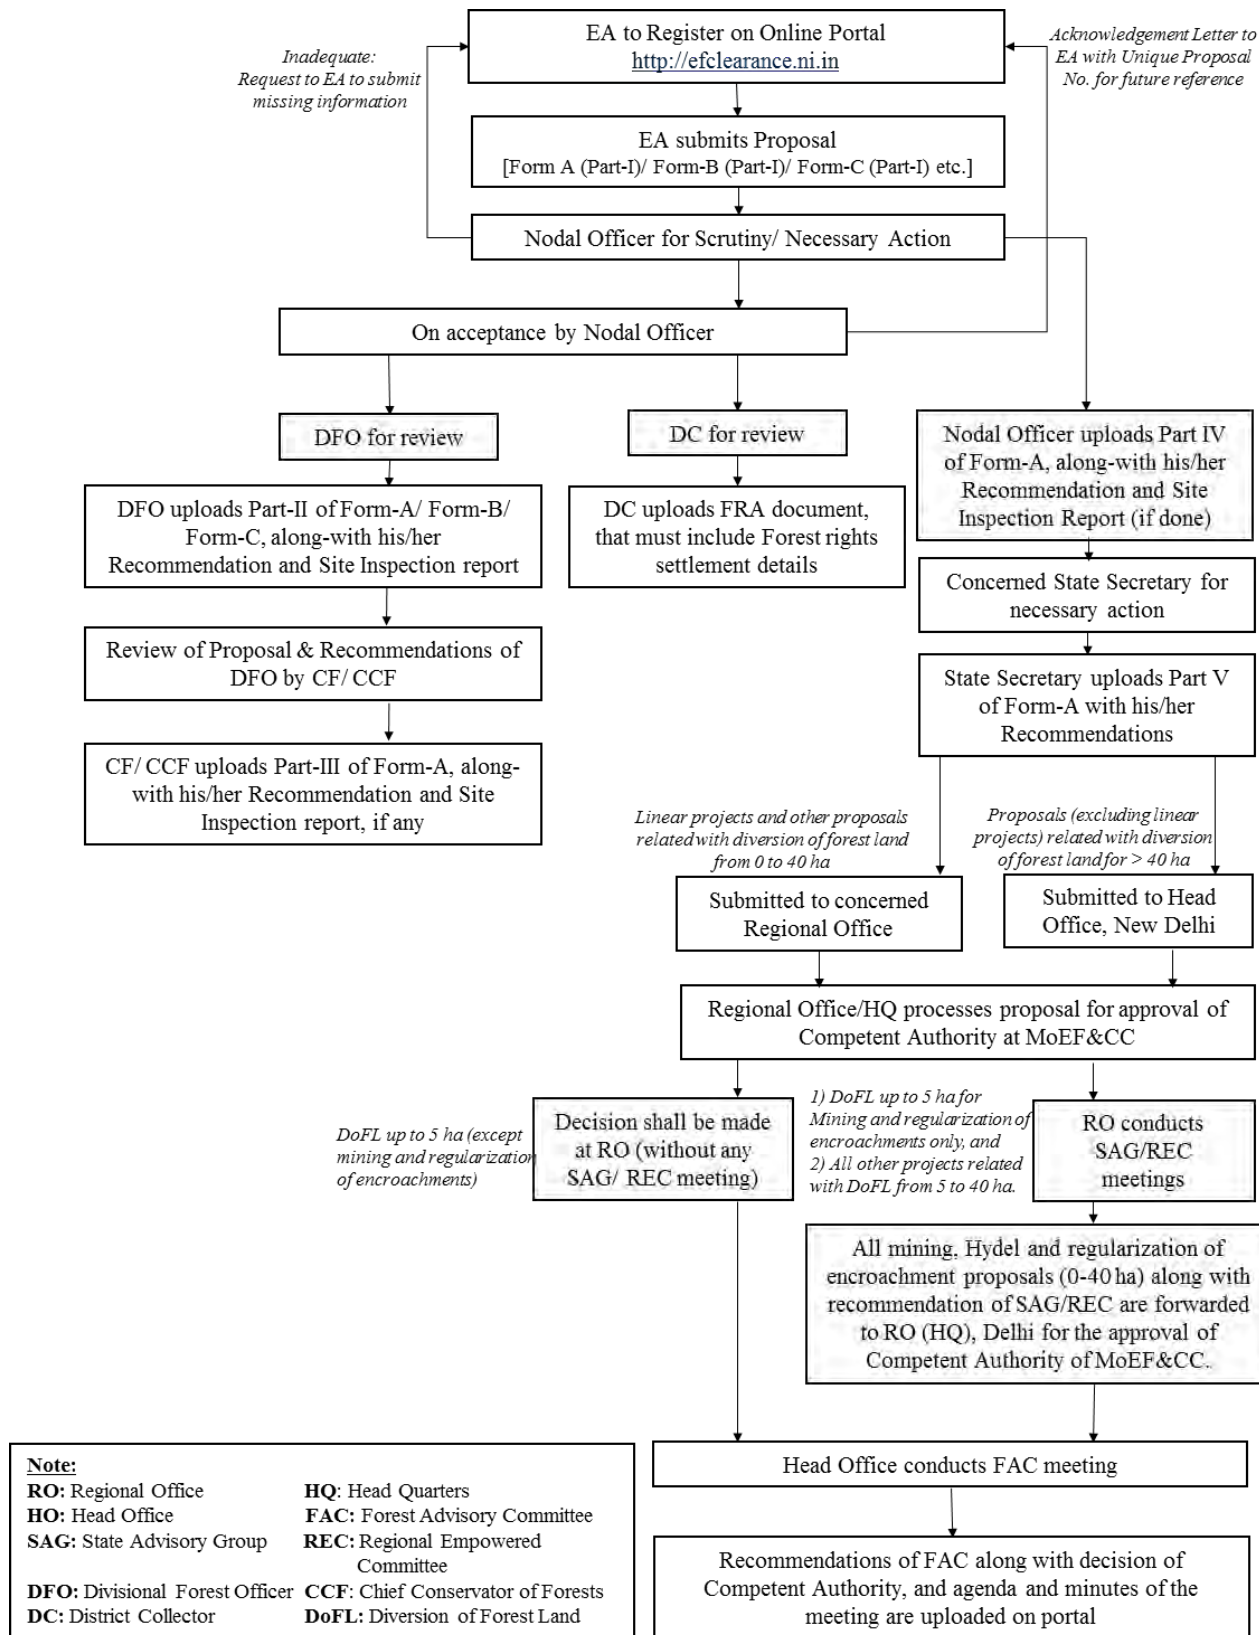 EA to Register on Online Portal
http://efclearance.ni.in
Inadequate:
Request to EA to submit
missing information
Acknowledgement Letter to
EA with Unique Proposal
No. for future reference
EA submits Proposal
[Form A (Part-I)/ Form-B (Part-I)/ Form-C (Part-I) etc.]
Nodal Officer for Scrutiny/ Necessary Action
On acceptance by Nodal Officer
DFO for review
DC for review
Nodal Officer uploads Part IV
of Form-A, along-with his/her
Recommendation and Site
Inspection Report (if done)
DFO uploads Part-II of Form-A/ Form-B/
Form-C, along-with his/her
Recommendation and Site Inspection report
DC uploads FRA document,
that must include Forest rights
settlement details
Concerned State Secretary for
necessary action
Review of Proposal & Recommendations of
DFO by CF/ CCF
State Secretary uploads Part V
of Form-A with his/her
Recommendations
CF/ CCF uploads Part-III of Form-A, along-
with his/her Recommendation and Site
Inspection report, if any
Linear projects and other proposals
related with diversion of forest land
from 0 to 40 ha
Proposals (excluding linear
projects) related with diversion
of forest land for > 40 ha
Submitted to concerned
Regional Office
Submitted to Head
Office, New Delhi
Regional Office/HQ processes proposal for approval of
Competent Authority at MoEF&CC
DoFL up to 5 ha (except
mining and regularization
of encroachments)
Decision shall be made
at RO (without any
SAG/ REC meeting)
1) DoFL up to 5 ha for
Mining and regularization of
encroachments only, and
2) All other projects related
with DoFL from 5 to 40 ha.
RO conducts
SAG/REC
meetings
All mining, Hydel and regularization of
encroachment proposals (0-40 ha) along with
recommendation of SAG/REC are forwarded
to RO (HQ), Delhi for the approval of
Competent Authority of MoEF&CC.
Head Office conducts FAC meeting
Recommendations of FAC along with decision of
Competent Authority, and agenda and minutes of the
meeting are uploaded on portal
Note:
RO: Regional Office HQ: Head Quarters
HO: Head Office FAC: Forest Advisory Committee
SAG: State Advisory Group REC: Regional Empowered
Committee
DFO: Divisional Forest Officer CCF: Chief Conservator of Forests
DC: District Collector DoFL: Diversion of Forest Land